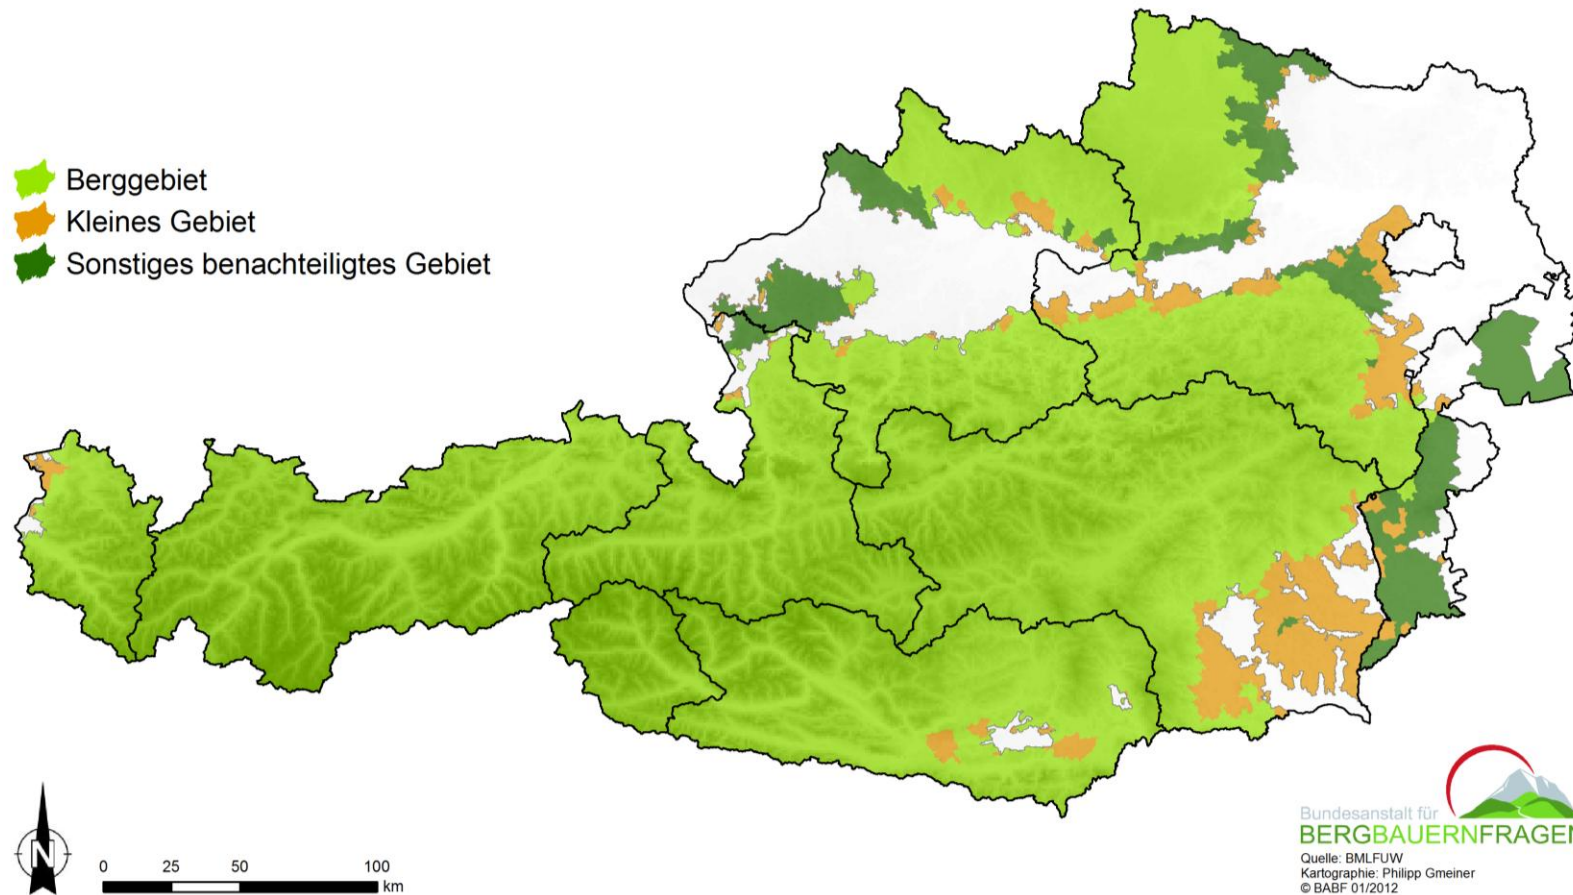 Berggebiet
Kleines Gebiet
Sonstiges benachteiligtes Gebiet
N
0 25 50 100
km
Bundesanstalt für
BERGBAUERNFRAGEN
Quelle: BMLFUW
Kartographie: Philipp Gmeiner
© BABF 01/2012